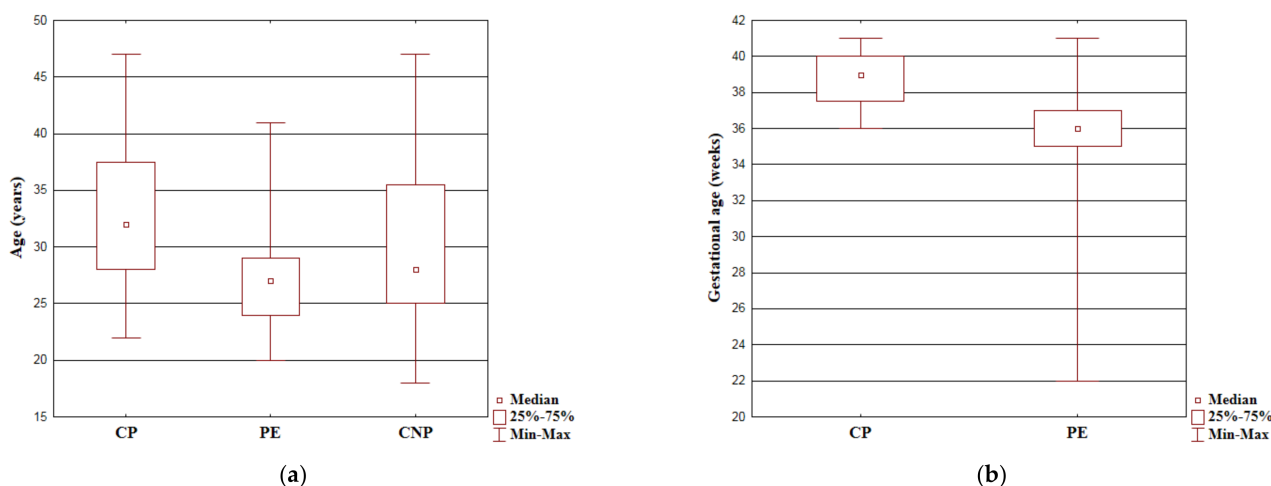 50
45
40
35
30
25
20
15
Age (years)
CP PE CNP
Median
25%-75%
Min-Max
(a)
42
40
38
36
34
32
30
28
26
24
22
20
Gestational age (weeks)
CP PE
Median
25%-75%
Min-Max
(b)